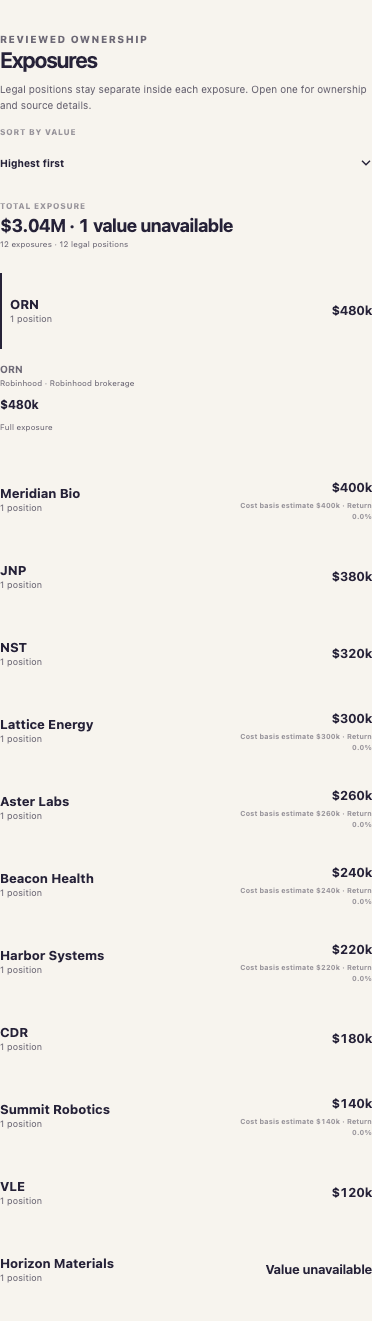 REVIEWED OWNERSHIP
Exposures
Legal positions stay separate inside each exposure. Open one for ownership
and source details.
SORT BY VALUE
Highest first
TOTAL EXPOSURE
$3.04M · 1 value unavailable
12 exposures · 12 legal positions
ORN
1 position
$480k
ORN
Robinhood · Robinhood brokerage
$480k
Full exposure
Meridian Bio
1 position
$400k
Cost basis estimate $400k · Return
0.0%
JNP
1 position
$380k
NST
1 position
$320k
Lattice Energy
1 position
$300k
Cost basis estimate $300k · Return
0.0%
Aster Labs
1 position
$260k
Cost basis estimate $260k · Return
0.0%
Beacon Health
1 position
$240k
Cost basis estimate $240k · Return
0.0%
Harbor Systems
1 position
$220k
Cost basis estimate $220k · Return
0.0%
CDR
1 position
$180k
Summit Robotics
1 position
$140k
Cost basis estimate $140k · Return
0.0%
VLE
1 position
$120k
Horizon Materials
1 position
Value unavailable